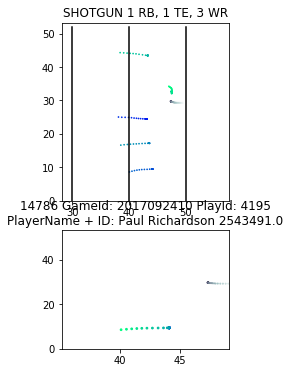 SHOTGUN 1 RB, 1 TE, 3 WR
50
40
30
20
10
0
30 40 50
14786 GameId: 2017092410 PlayId: 4195
PlayerName + ID: Paul Richardson 2543491.0
40
20
0
40 45